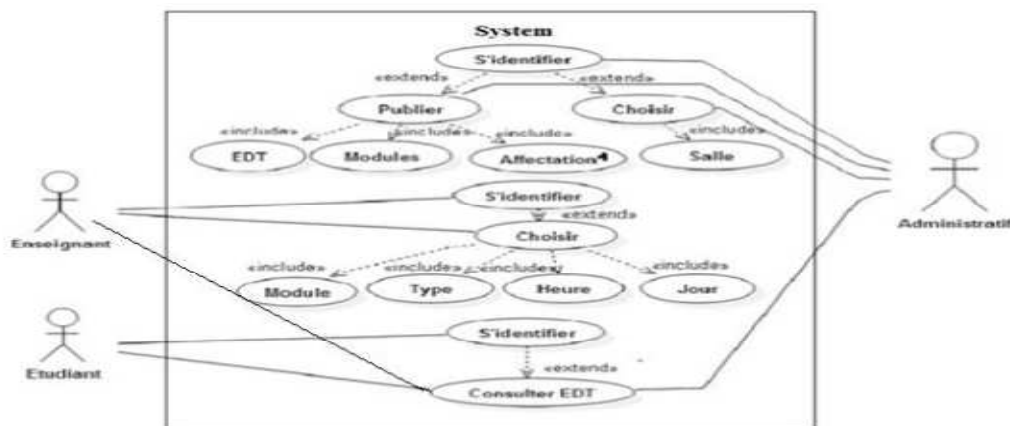 System
S'identifier
«extend» «extend»
Publier Choisir
«include» «include» «include» «include»
EDT Modules Affectation Salle
S'identifier
«extend»
Enseignant Choisir Administratif
«include» «include» «include» «include»
Module Type Heure Jour
S'identifier
«extend»
Etudiant
Consulter EDT